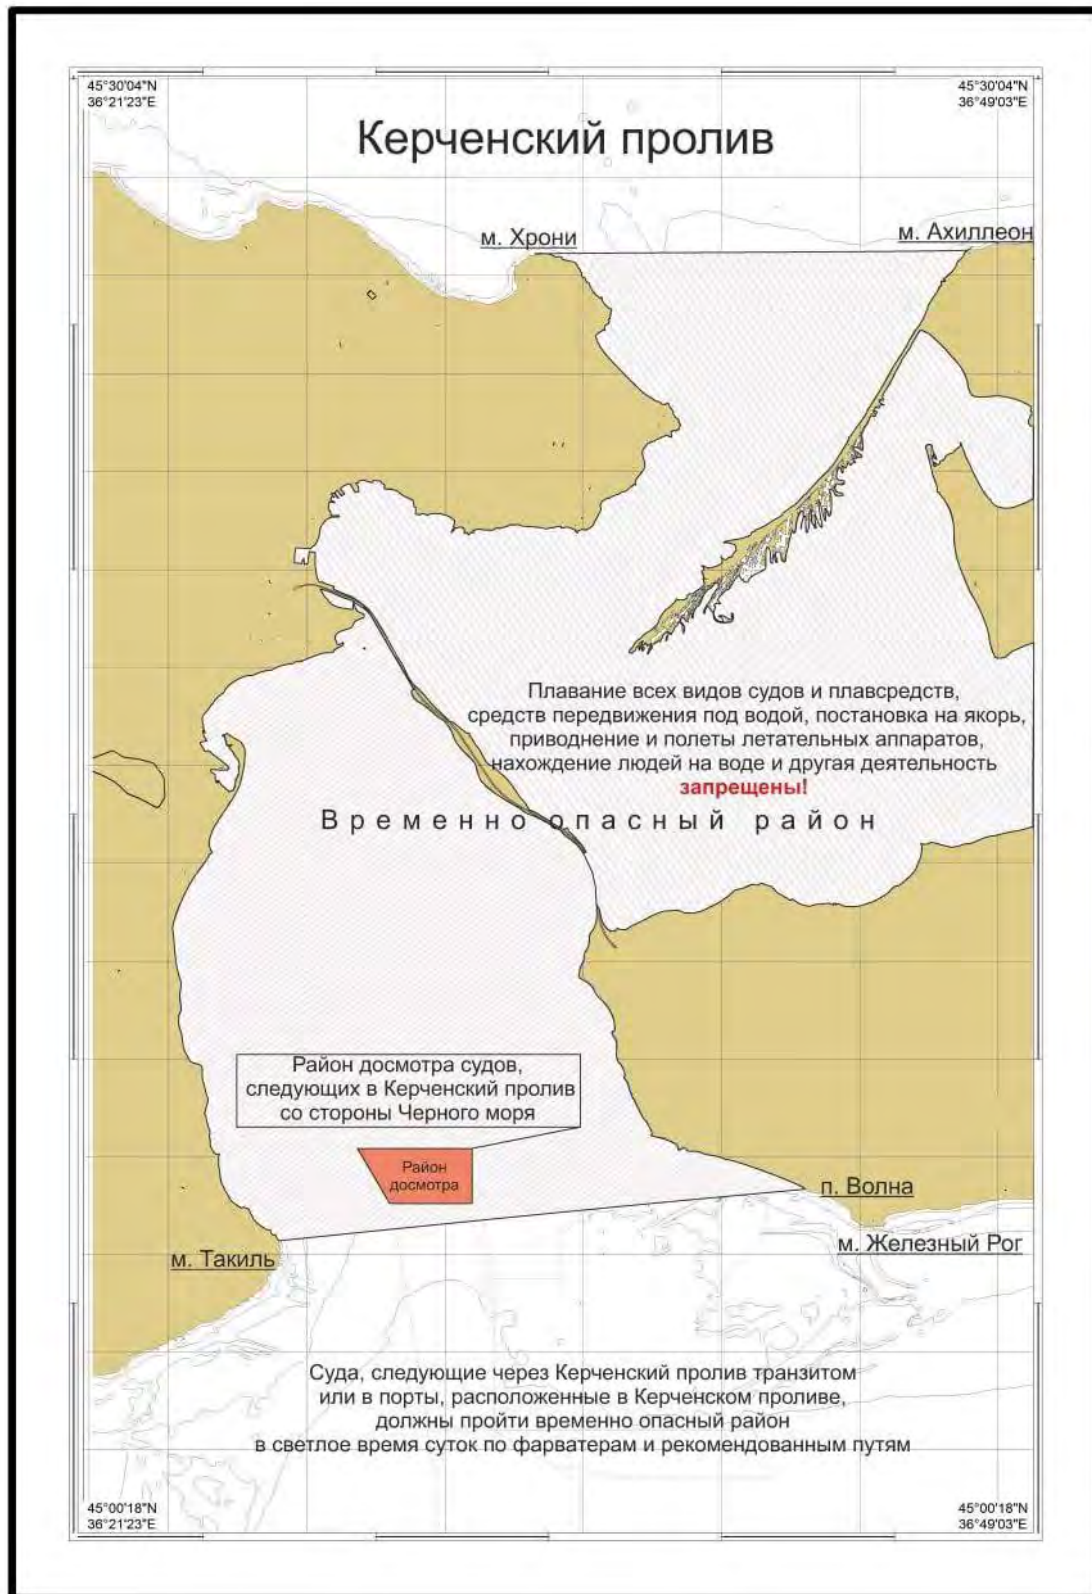 45°30'04"N
36°21'23"E
45°30'04"N
36°49'03"E
Керченский пролив
м. Хрони
м. Ахиллеон
Плавание всех видов судов и плавсредств,
средств передвижения под водой, постановка на якорь,
приводнение и полеты летательных аппаратов,
нахождение людей на воде и другая деятельность
запрещены!
Временно опасный район
Район досмотра судов,
следующих в Керченский пролив
со стороны Черного моря
Район
досмотра
п. Волна
м. Железный Рог
м. Такиль
Суда, следующие через Керченский пролив транзитом
или в порты, расположенные в Керченском проливе,
должны пройти временно опасный район
в светлое время суток по фарватерам и рекомендованным путям
45°00'18"N
36°21'23"E
45°00'18"N
36°49'03"E